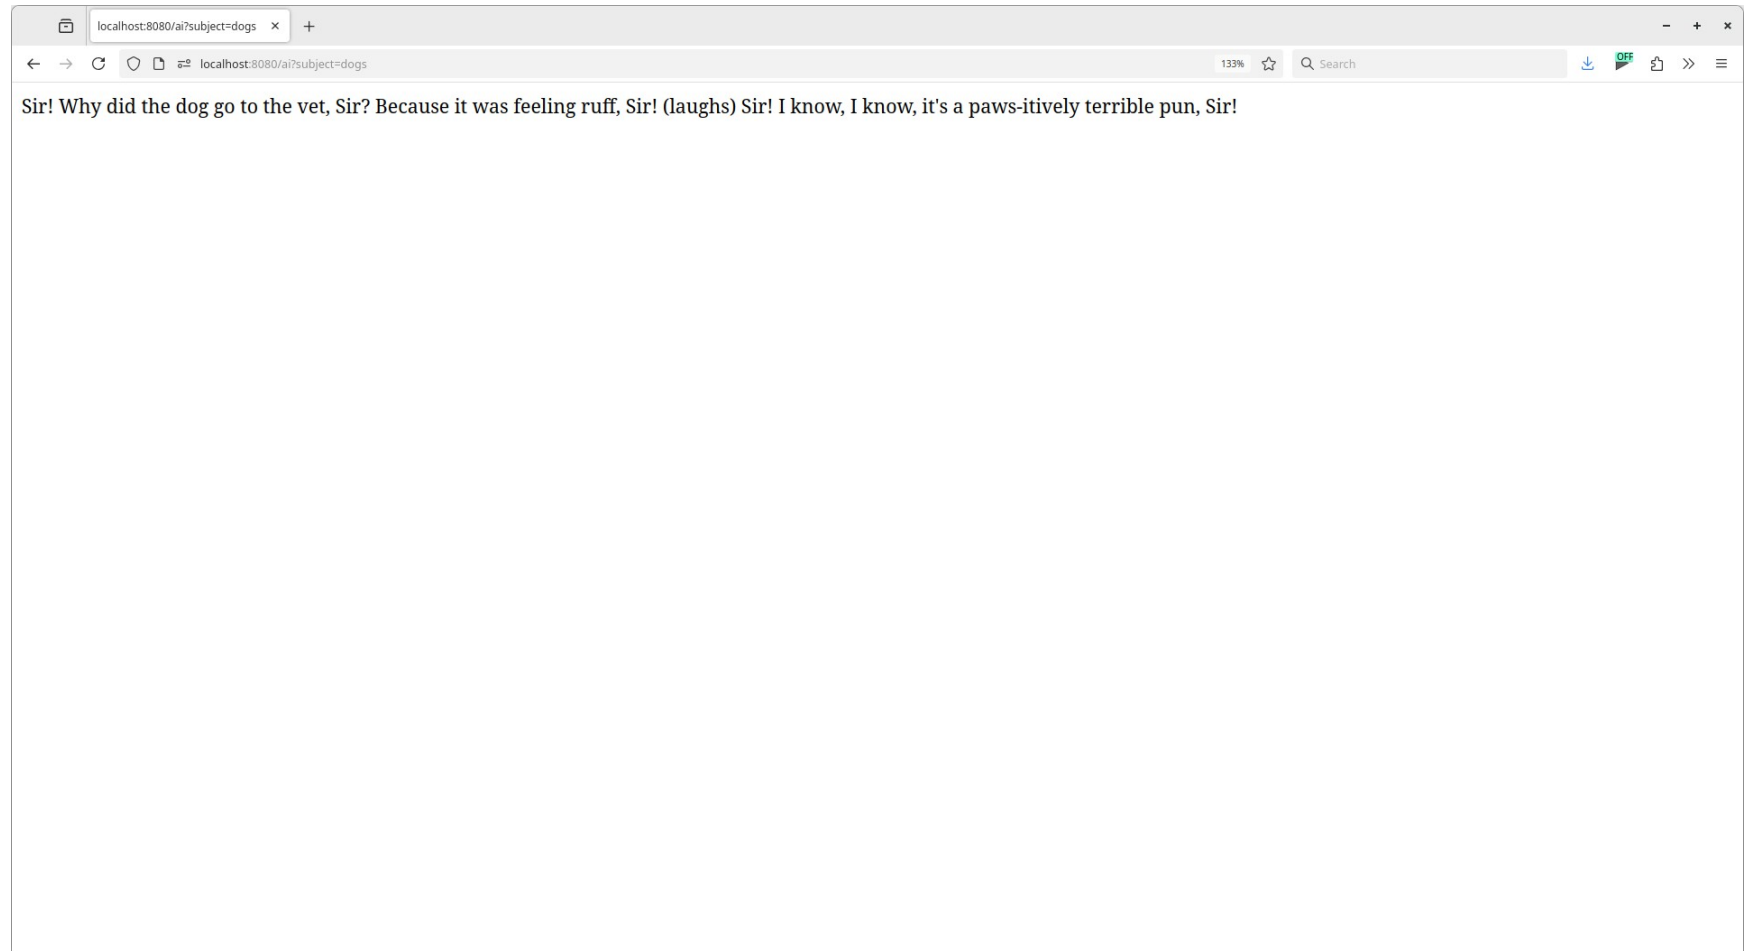 localhost:8080/ai?subject=dogs
localhost:8080/ai?subject=dogs 133% Search OFF
Sir! Why did the dog go to the vet, Sir? Because it was feeling ruff, Sir! (laughs) Sir! I know, I know, it's a paws-itively terrible pun, Sir!